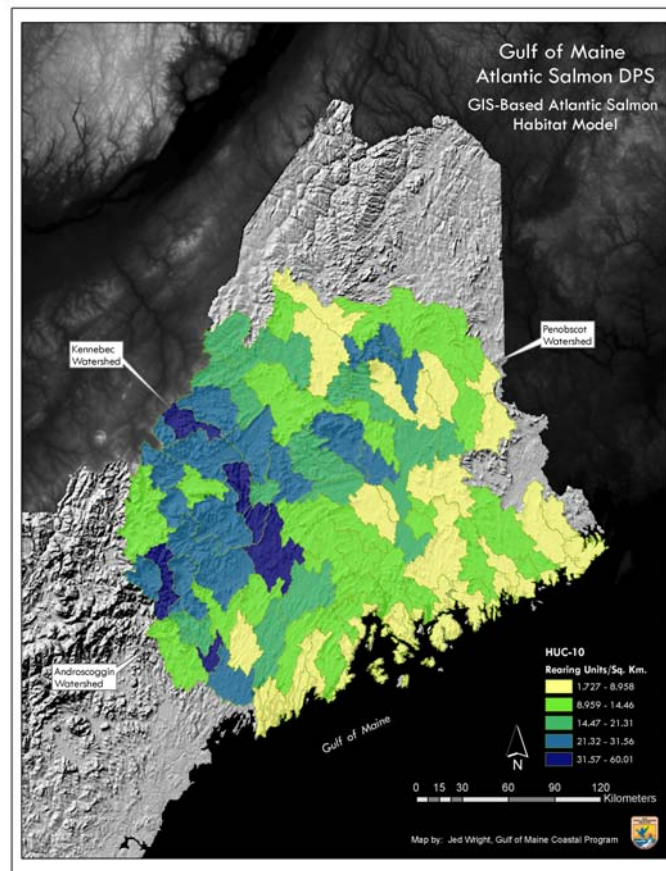 Gulf of Maine
Atlantic Salmon DPS
GIS-Based Atlantic Salmon
Habitat Model
Kennebec
Watershed
Penobscot
Watershed
Androscoggin
Watershed
Gulf of Maine
HUC-10
Rearing Units/Sq. Km.
1.727 - 8.958
8.959 - 14.46
14.47 - 21.31
21.32 - 31.56
31.57 - 60.01
N
0 15 30 60 90 120
Kilometers
Map by: Jed Wright, Gulf of Maine Coastal Program